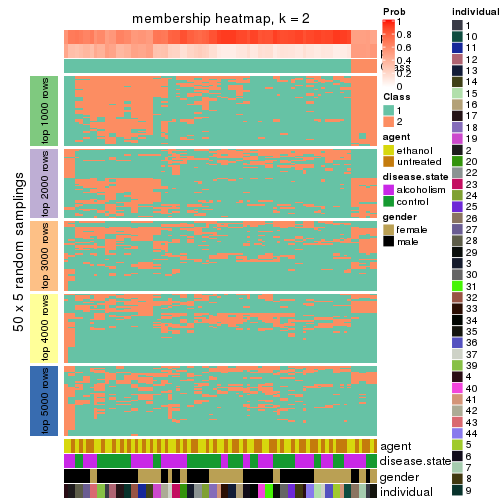 membership heatmap, k = 2
50 x 5 random samplings
top 1000 rows
top 2000 rows
top 3000 rows
top 4000 rows
top 5000 rows
agent
disease.state
gender
individual
Prob
1
0.8
0.6
0.4
0.2
0
Class
1
2
agent
ethanol
untreated
disease.state
alcoholism
control
gender
female
male
individual
1
10
11
12
13
14
15
16
17
18
19
2
20
22
23
24
25
26
27
28
29
3
30
31
32
33
34
35
36
37
39
4
40
41
42
43
44
5
6
7
8
9